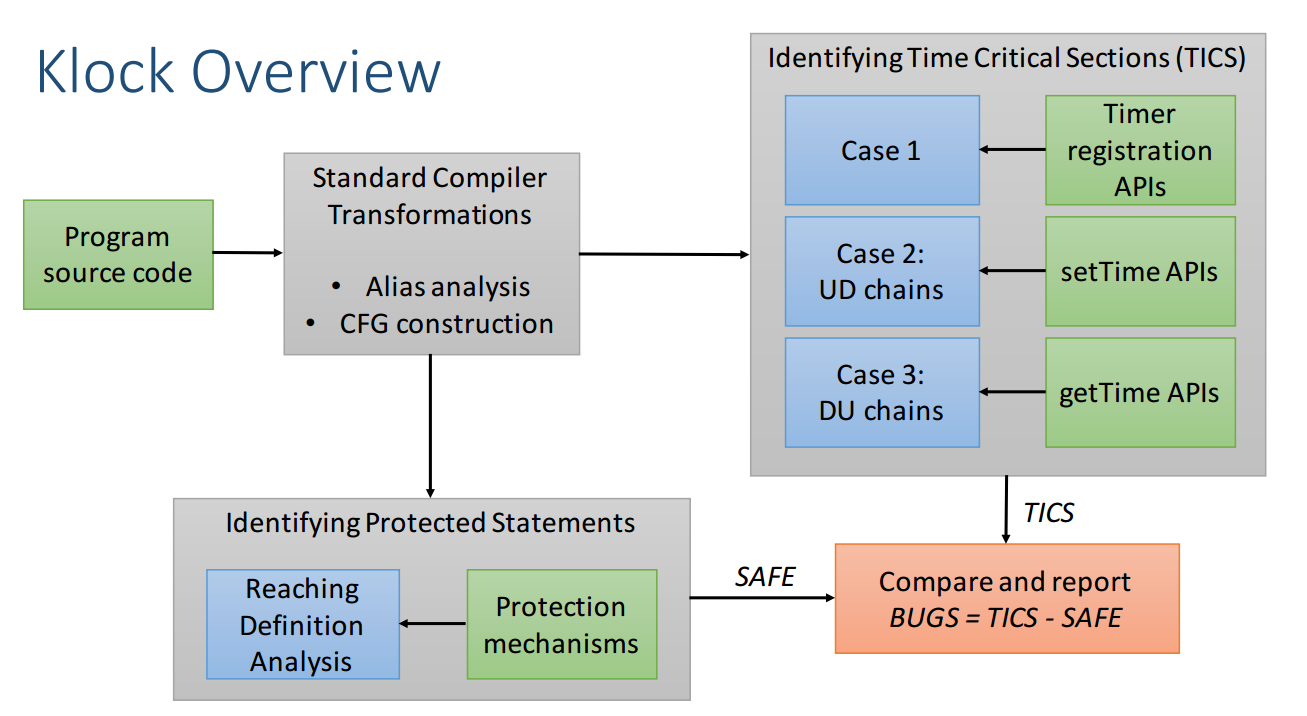 Klock Overview
Program
source code
Standard Compiler
Transformations
• Alias analysis
• CFG construction
Identifying Time Critical Sections (TICS)
Case 1
Timer
registration
APIs
Case 2:
UD chains
setTime APIs
Case 3:
DU chains
getTime APIs
TICS
Identifying Protected Statements
Reaching
Definition
Analysis
Protection
mechanisms
SAFE
Compare and report
BUGS = TICS - SAFE